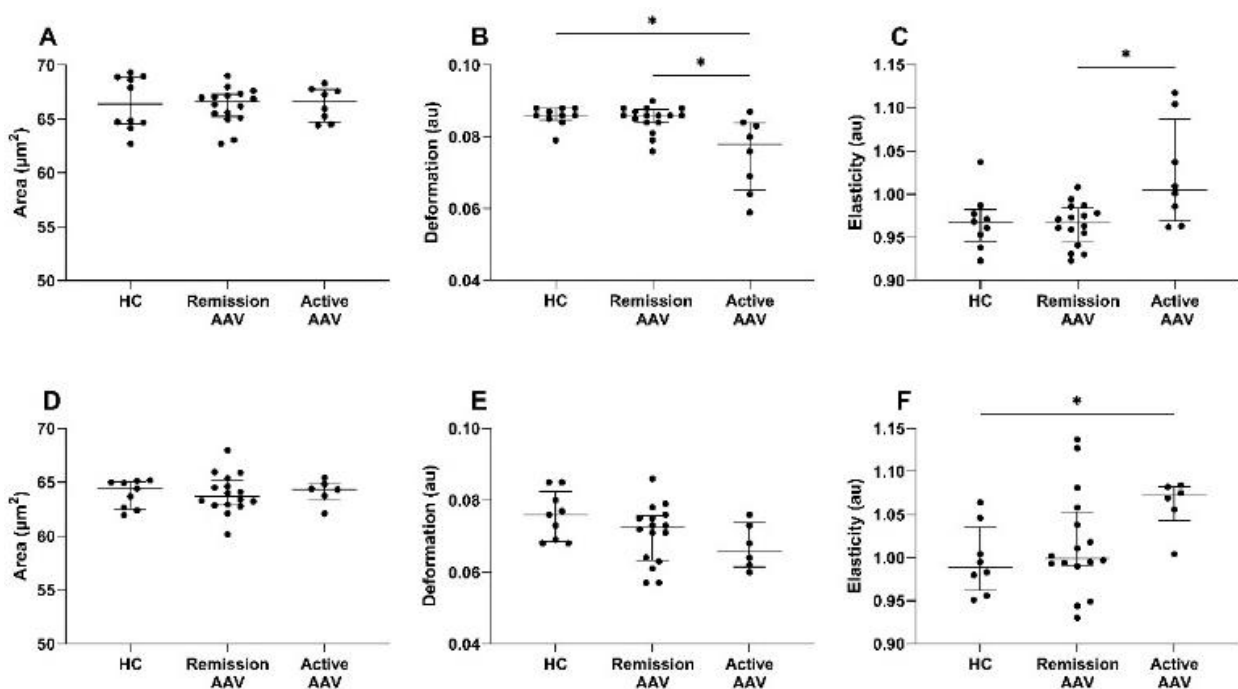 A
Area (µm²)
70
65
60
55
50
HC
Remission
AAV
Active
AAV
B
*
*
Deformation (au)
0.10
0.08
0.06
0.04
HC
Remission
AAV
Active
AAV
C
*
Elasticity (au)
1.15
1.10
1.05
1.00
0.95
0.90
HC
Remission
AAV
Active
AAV
D
Area (µm²)
70
65
60
55
50
HC
Remission
AAV
Active
AAV
E
Deformation (au)
0.10
0.08
0.06
0.04
HC
Remission
AAV
Active
AAV
F
*
Elasticity (au)
1.15
1.10
1.05
1.00
0.95
0.90
HC
Remission
AAV
Active
AAV